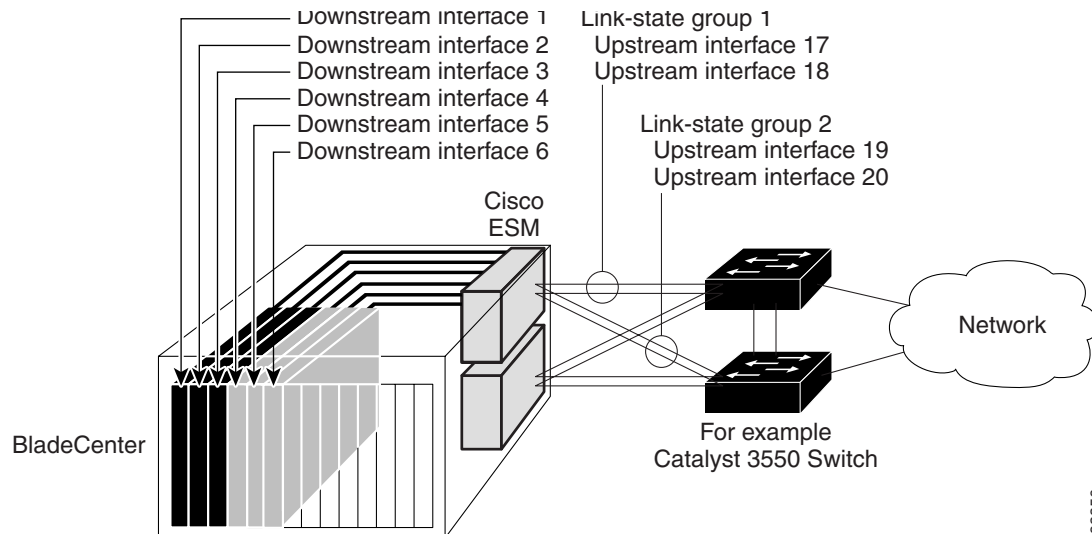 Downstream interface 1
Downstream interface 2
Downstream interface 3
Downstream interface 4
Downstream interface 5
Downstream interface 6
Link-state group 1
Upstream interface 17
Upstream interface 18
Link-state group 2
Upstream interface 19
Upstream interface 20
Cisco
ESM
Network
BladeCenter
For example
Catalyst 3550 Switch